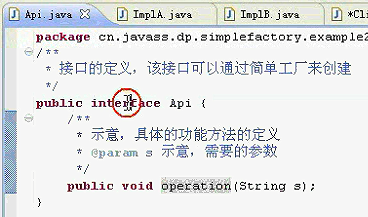 Api.java
ImplA.java
ImplB.java
*Cli
package cn.javass.dp.simplefactory.example2
/**
* 接口的定义，该接口可以通过简单工厂来创建
*/
public interface Api {
/**
* 示意，具体的功能方法的定义
* @param s 示意，需要的参数
*/
public void operation(String s);
}